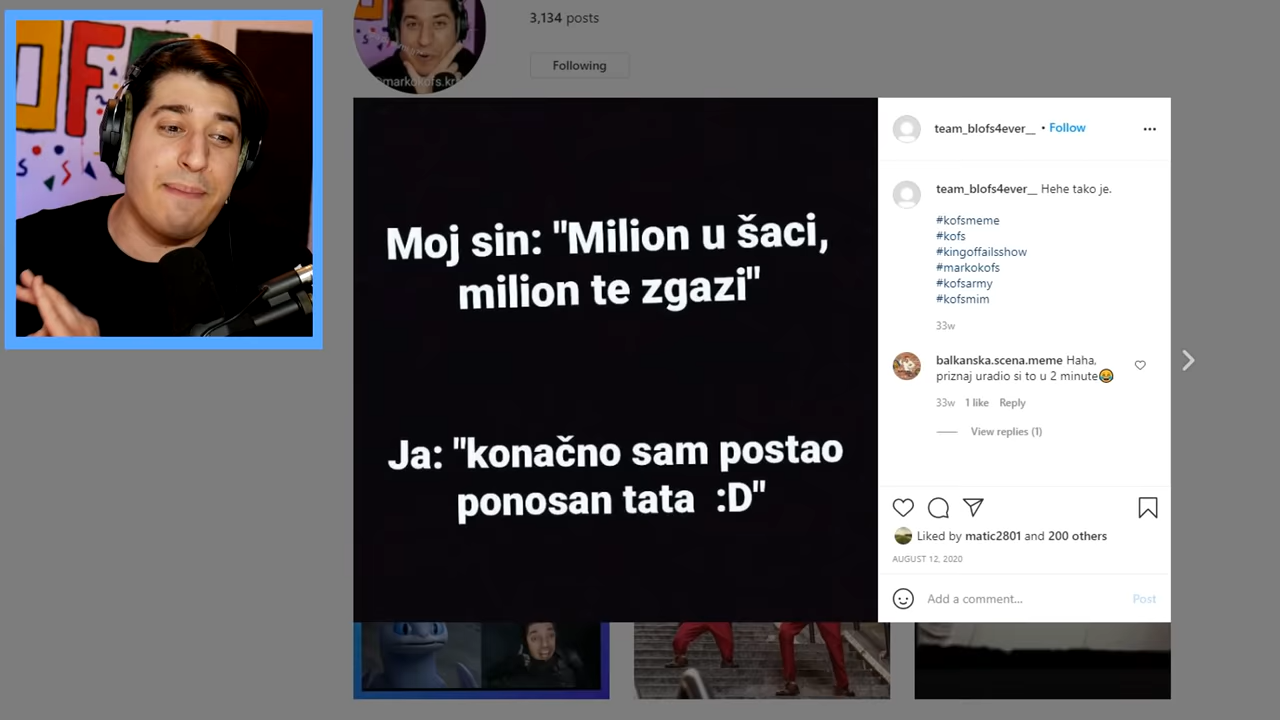 OF
3,134 posts
Following
@markokofs.kr
Moj sin: "Milion u šaci,
milion te zgazi"
Ja: "konačno sam postao
ponosan tata :D"
team_blofs4ever__ • Follow
team_blofs4ever__ Hehe tako je.
#kofsmeme
#kofs
#kingoffailsshow
#markokofs
#kofsarmy
#kofsmim
33w
balkanska.scena.meme Haha,
priznaj uradio si to u 2 minute😂
33w 1 like Reply
View replies (1)
Liked by matic2801 and 200 others
AUGUST 12, 2020
Add a comment... Post